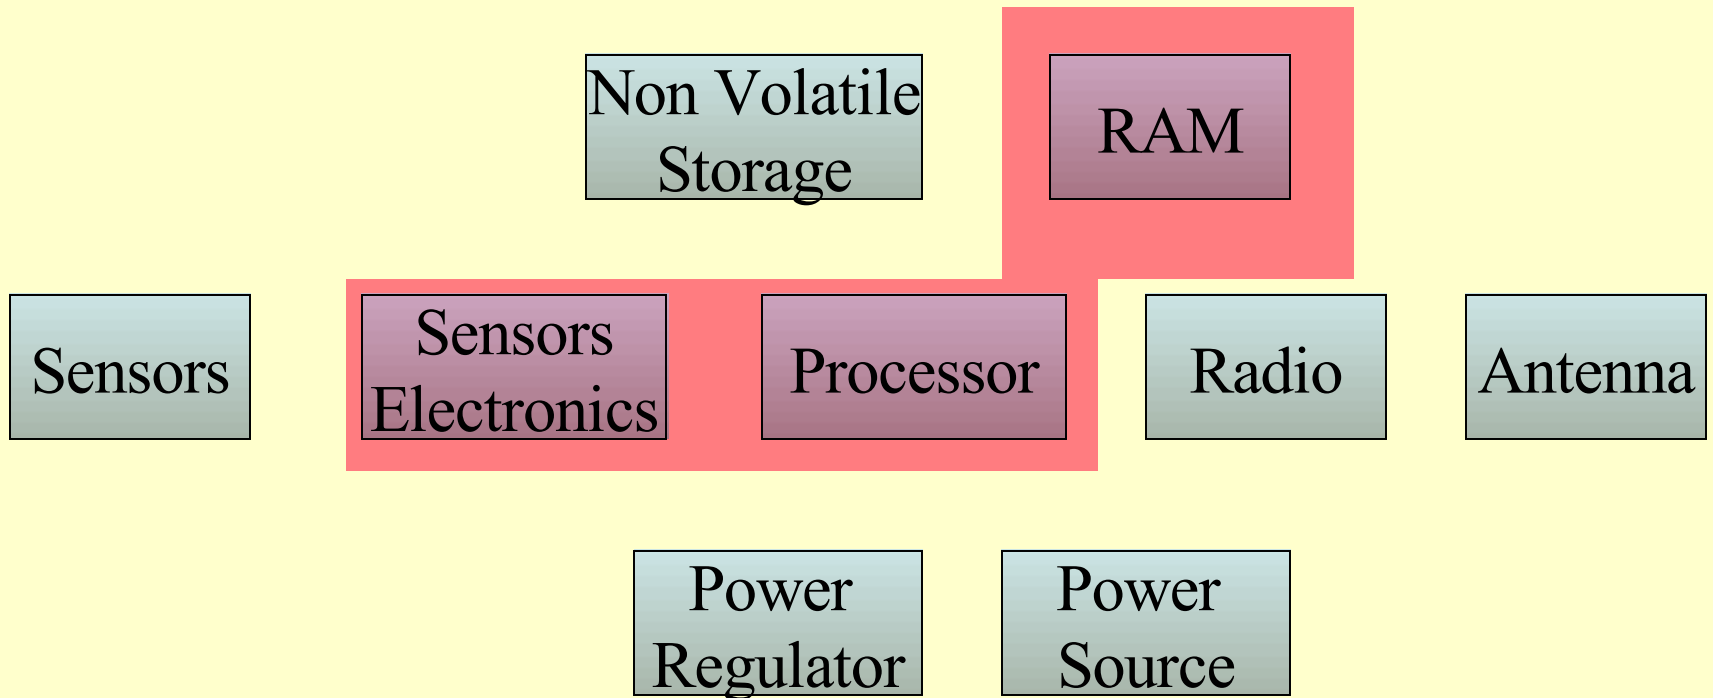 Non Volatile
Storage
RAM
Sensors
Sensors
Electronics
Processor
Radio
Antenna
Power
Regulator
Power
Source